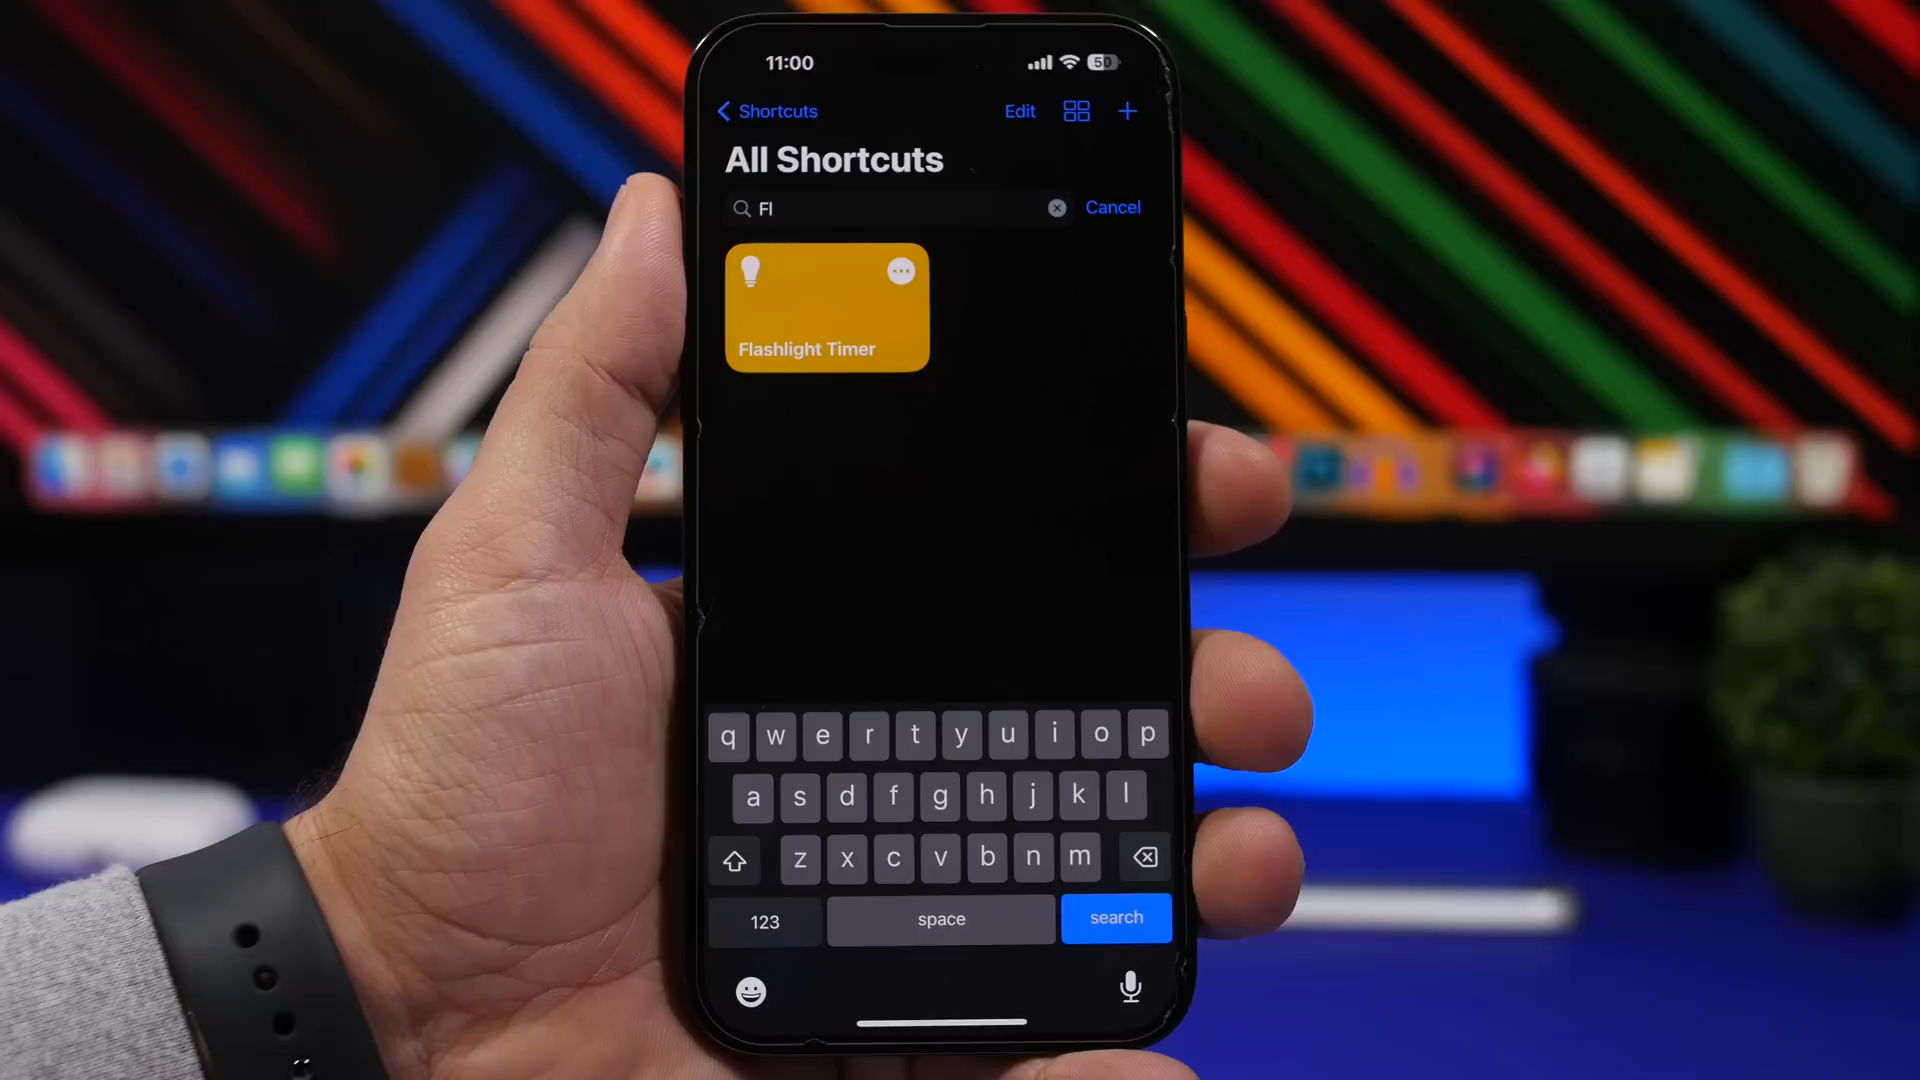 11:00
50
Shortcuts
Edit
All Shortcuts
Fl
Cancel
Flashlight Timer
q w e r t y u i o p
a s d f g h j k l
z x c v b n m
123
space
search